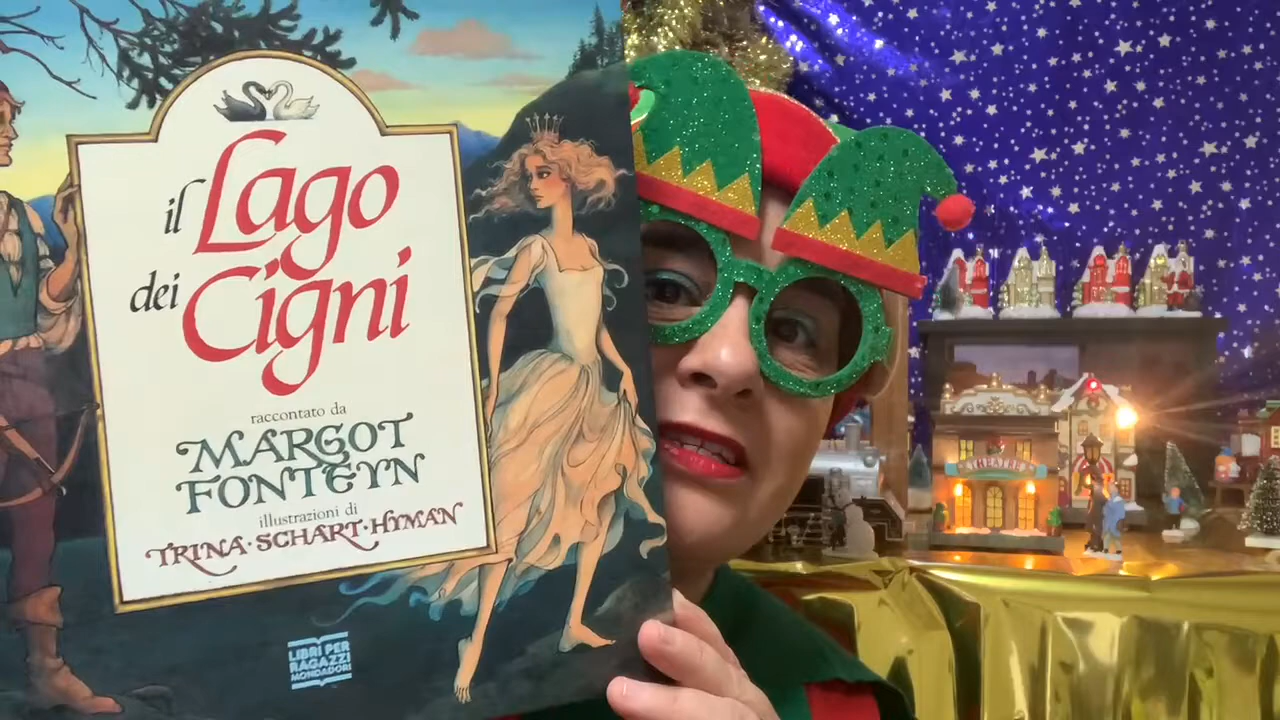 il Lago
dei Cigni
raccontato da
MARGOT
FONTEYN
illustrazioni di
TRINA·SCHART·HYMAN
LIBRI PER
RAGAZZI
MONDADORI
THEATRE